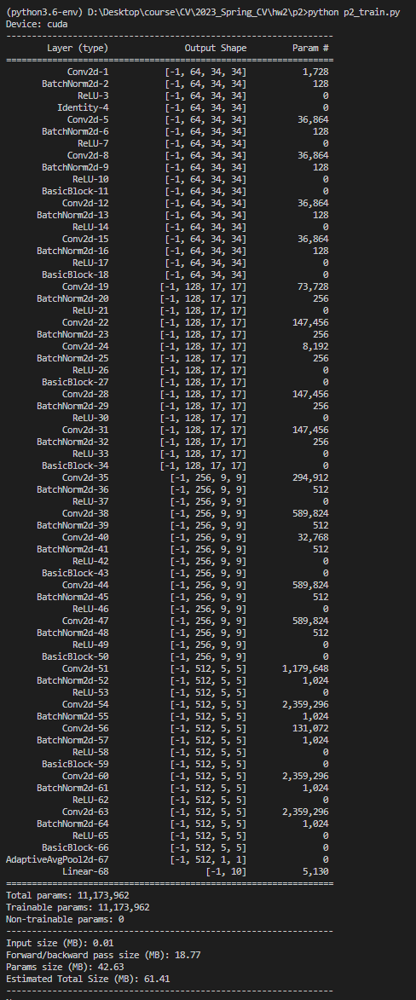 (python3.6-env) D:\Desktop\course\CV\2023_Spring_CV\hw2\p2>python p2_train.py
Device: cuda
----------------------------------------------------------------
Layer (type) Output Shape Param #
================================================================
Conv2d-1 [-1, 64, 34, 34] 1,728
BatchNorm2d-2 [-1, 64, 34, 34] 128
ReLU-3 [-1, 64, 34, 34] 0
Identity-4 [-1, 64, 34, 34] 0
Conv2d-5 [-1, 64, 34, 34] 36,864
BatchNorm2d-6 [-1, 64, 34, 34] 128
ReLU-7 [-1, 64, 34, 34] 0
Conv2d-8 [-1, 64, 34, 34] 36,864
BatchNorm2d-9 [-1, 64, 34, 34] 128
ReLU-10 [-1, 64, 34, 34] 0
BasicBlock-11 [-1, 64, 34, 34] 0
Conv2d-12 [-1, 64, 34, 34] 36,864
BatchNorm2d-13 [-1, 64, 34, 34] 128
ReLU-14 [-1, 64, 34, 34] 0
Conv2d-15 [-1, 64, 34, 34] 36,864
BatchNorm2d-16 [-1, 64, 34, 34] 128
ReLU-17 [-1, 64, 34, 34] 0
BasicBlock-18 [-1, 64, 34, 34] 0
Conv2d-19 [-1, 128, 17, 17] 73,728
BatchNorm2d-20 [-1, 128, 17, 17] 256
ReLU-21 [-1, 128, 17, 17] 0
Conv2d-22 [-1, 128, 17, 17] 147,456
BatchNorm2d-23 [-1, 128, 17, 17] 256
Conv2d-24 [-1, 128, 17, 17] 8,192
BatchNorm2d-25 [-1, 128, 17, 17] 256
ReLU-26 [-1, 128, 17, 17] 0
BasicBlock-27 [-1, 128, 17, 17] 0
Conv2d-28 [-1, 128, 17, 17] 147,456
BatchNorm2d-29 [-1, 128, 17, 17] 256
ReLU-30 [-1, 128, 17, 17] 0
Conv2d-31 [-1, 128, 17, 17] 147,456
BatchNorm2d-32 [-1, 128, 17, 17] 256
ReLU-33 [-1, 128, 17, 17] 0
BasicBlock-34 [-1, 128, 17, 17] 0
Conv2d-35 [-1, 256, 9, 9] 294,912
BatchNorm2d-36 [-1, 256, 9, 9] 512
ReLU-37 [-1, 256, 9, 9] 0
Conv2d-38 [-1, 256, 9, 9] 589,824
BatchNorm2d-39 [-1, 256, 9, 9] 512
Conv2d-40 [-1, 256, 9, 9] 32,768
BatchNorm2d-41 [-1, 256, 9, 9] 512
ReLU-42 [-1, 256, 9, 9] 0
BasicBlock-43 [-1, 256, 9, 9] 0
Conv2d-44 [-1, 256, 9, 9] 589,824
BatchNorm2d-45 [-1, 256, 9, 9] 512
ReLU-46 [-1, 256, 9, 9] 0
Conv2d-47 [-1, 256, 9, 9] 589,824
BatchNorm2d-48 [-1, 256, 9, 9] 512
ReLU-49 [-1, 256, 9, 9] 0
BasicBlock-50 [-1, 256, 9, 9] 0
Conv2d-51 [-1, 512, 5, 5] 1,179,648
BatchNorm2d-52 [-1, 512, 5, 5] 1,024
ReLU-53 [-1, 512, 5, 5] 0
Conv2d-54 [-1, 512, 5, 5] 2,359,296
BatchNorm2d-55 [-1, 512, 5, 5] 1,024
Conv2d-56 [-1, 512, 5, 5] 131,072
BatchNorm2d-57 [-1, 512, 5, 5] 1,024
ReLU-58 [-1, 512, 5, 5] 0
BasicBlock-59 [-1, 512, 5, 5] 0
Conv2d-60 [-1, 512, 5, 5] 2,359,296
BatchNorm2d-61 [-1, 512, 5, 5] 1,024
ReLU-62 [-1, 512, 5, 5] 0
Conv2d-63 [-1, 512, 5, 5] 2,359,296
BatchNorm2d-64 [-1, 512, 5, 5] 1,024
ReLU-65 [-1, 512, 5, 5] 0
BasicBlock-66 [-1, 512, 5, 5] 0
AdaptiveAvgPool2d-67 [-1, 512, 1, 1] 0
Linear-68 [-1, 10] 5,130
================================================================
Total params: 11,173,962
Trainable params: 11,173,962
Non-trainable params: 0
----------------------------------------------------------------
Input size (MB): 0.01
Forward/backward pass size (MB): 18.77
Params size (MB): 42.63
Estimated Total Size (MB): 61.41
----------------------------------------------------------------